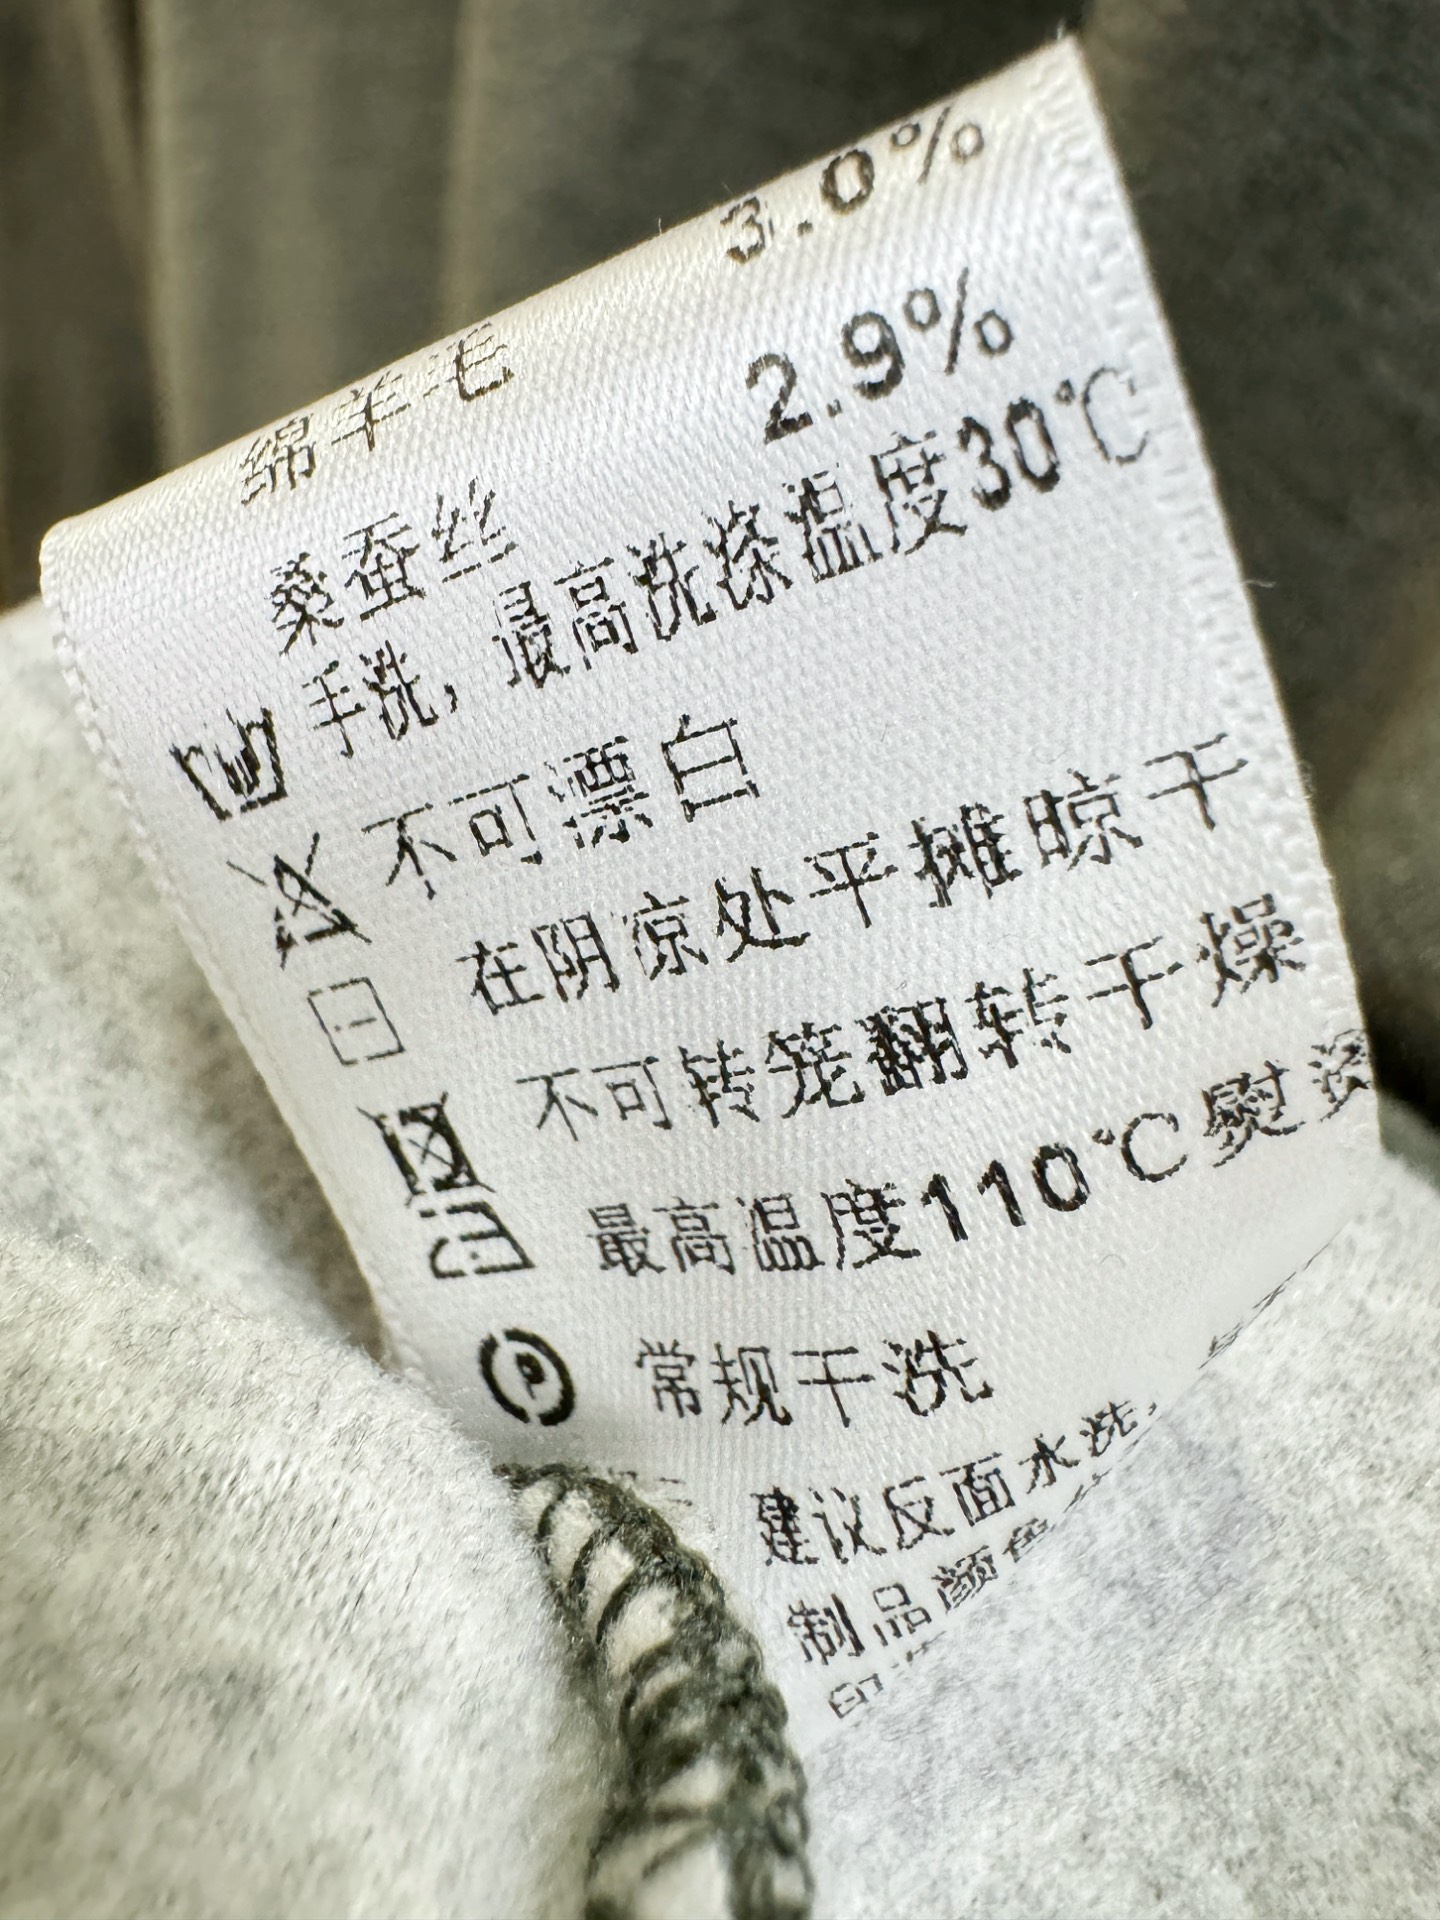 绵羊毛 3.0%
桑蚕丝 2.9%
手洗，最高洗涤温度30℃
不可漂白
在阴凉处平摊晾干
不可转笼翻转干燥
最高温度110℃熨烫
P 常规干洗
建议反面水洗，
制品颜色